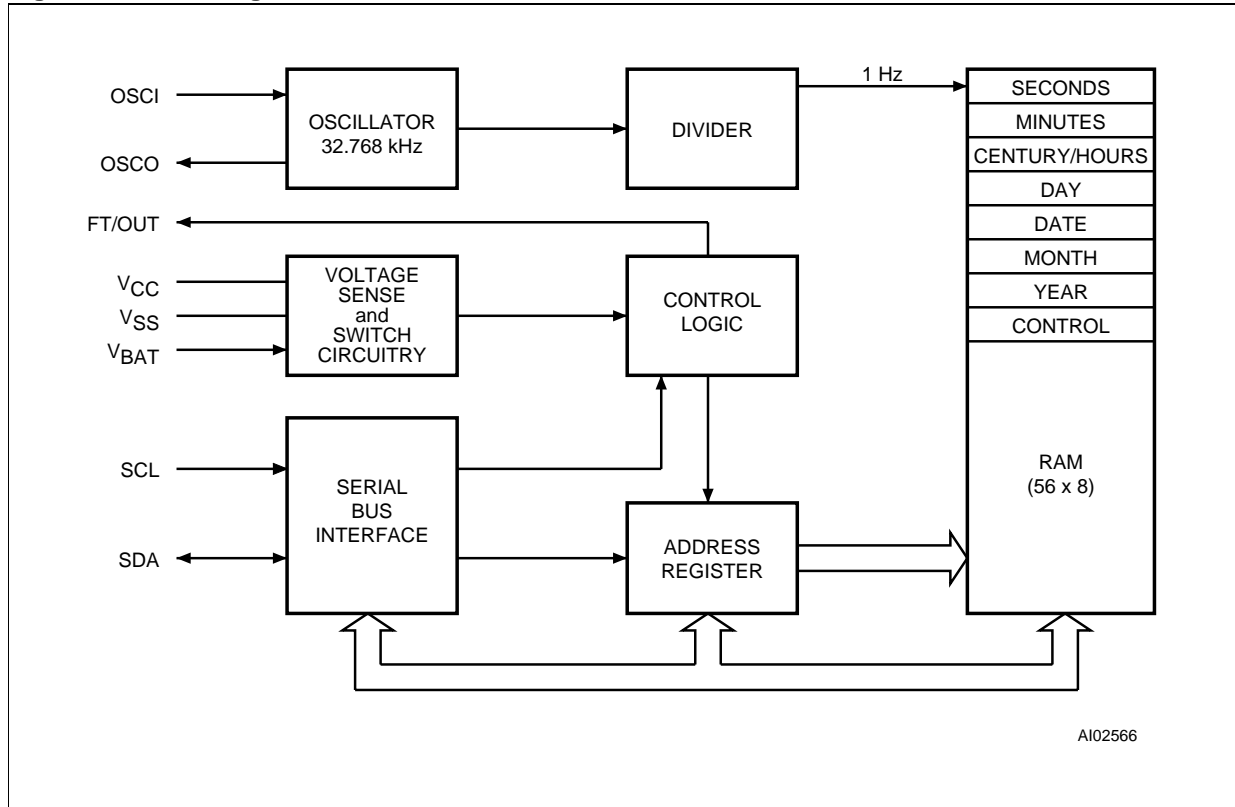 OSCI
OSCO
FT/OUT
VCC
VSS
VBAT
SCL
SDA
OSCILLATOR
32.768 kHz
VOLTAGE
SENSE
and
SWITCH
CIRCUITRY
SERIAL
BUS
INTERFACE
DIVIDER
CONTROL
LOGIC
ADDRESS
REGISTER
1 Hz
SECONDS
MINUTES
CENTURY/HOURS
DAY
DATE
MONTH
YEAR
CONTROL
RAM
(56 x 8)
AI02566